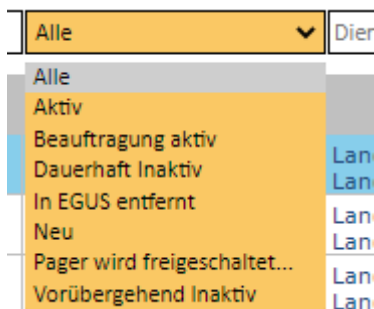 Alle
Alle
Aktiv
Beauftragung aktiv
Dauerhaft Inaktiv
In EGUS entfernt
Neu
Pager wird freigeschaltet...
Vorübergehend Inaktiv